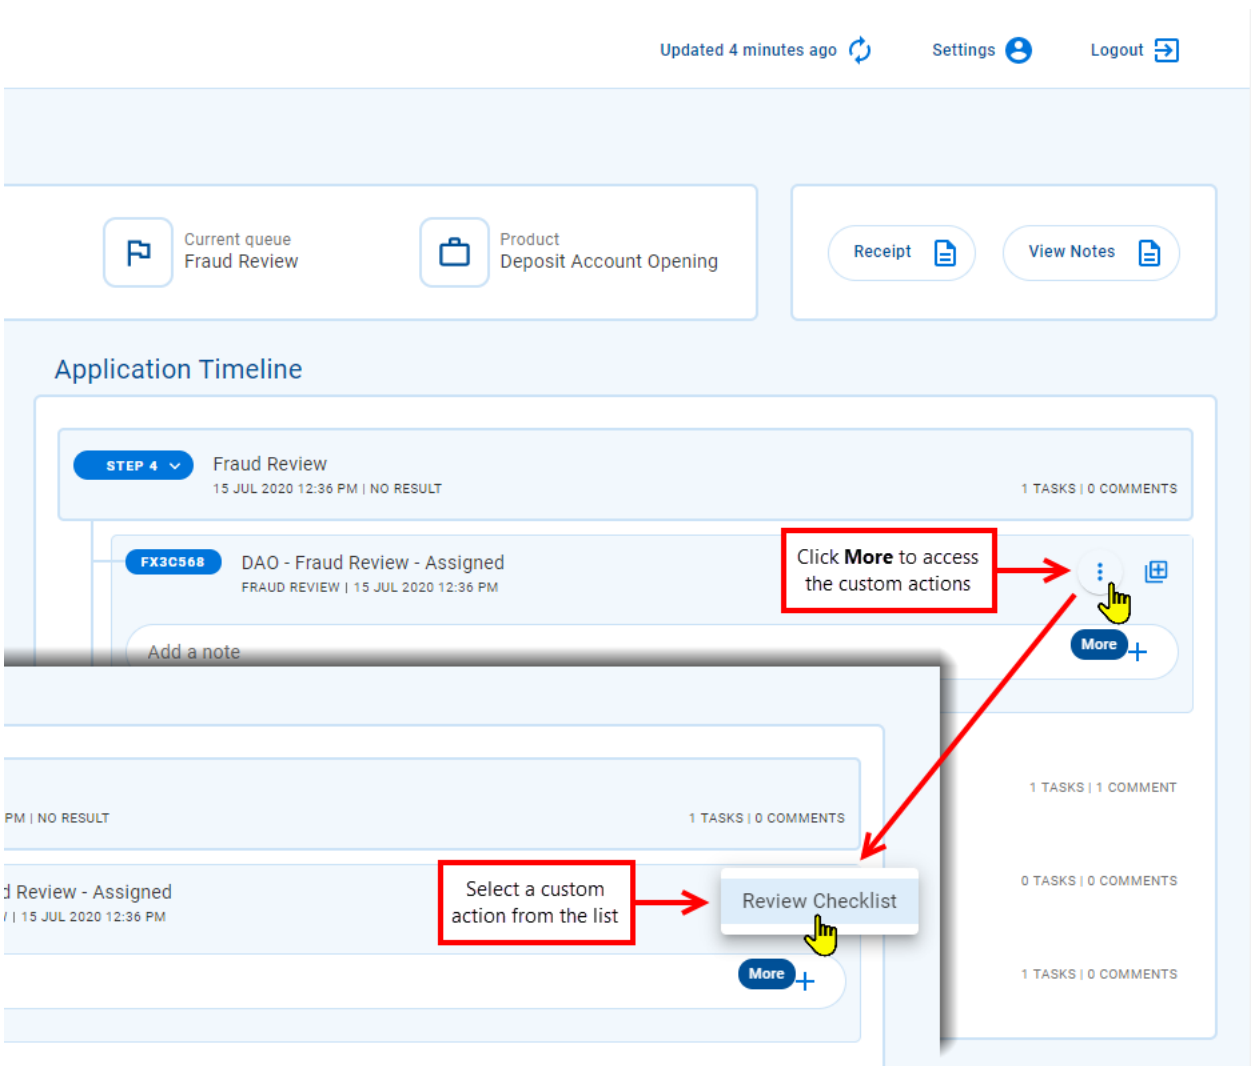 Updated 4 minutes ago
Settings
Logout
Current queue
Fraud Review
Product
Deposit Account Opening
Receipt
View Notes
Application Timeline
STEP 4
Fraud Review
15 JUL 2020 12:36 PM | NO RESULT
1 TASKS | 0 COMMENTS
FX3C568
DAO - Fraud Review - Assigned
FRAUD REVIEW | 15 JUL 2020 12:36 PM
Click More to access
the custom actions
Add a note
More
1 TASKS | 1 COMMENT
PM | NO RESULT
1 TASKS | 0 COMMENTS
0 TASKS | 0 COMMENTS
d Review - Assigned
/ | 15 JUL 2020 12:36 PM
Select a custom
action from the list
Review Checklist
More
1 TASKS | 0 COMMENTS